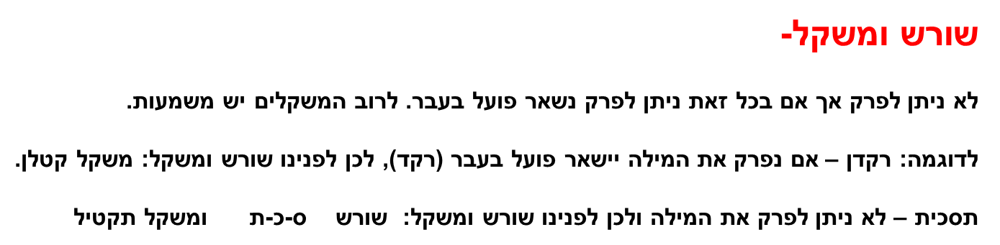 שורש ומשקל-
לא ניתן לפרק אך אם בכל זאת ניתן לפרק נשאר פועל בעבר. לרוב המשקלים יש משמעות.
לדוגמה: רקדן – אם נפרק את המילה יישאר פועל בעבר (רקד), לכן לפנינו שורש ומשקל: משקל קטלן.
תסכית – לא ניתן לפרק את המילה ולכן לפנינו שורש ומשקל: שורש ס-כ-ת ומשקל תקטיל